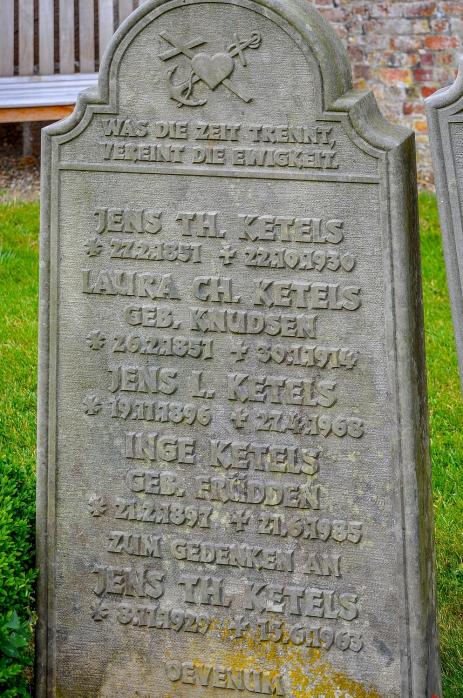 WAS DIE ZEIT TRENNT,
VEREINT DIE EWIGKEIT.
JENS TH. KETELS
* 27.2.1851 + 22.10.1930
LAURA CH. KETELS
GEB. KNUDSEN
* 26.2.1851 + 30.1.1914
JENS L. KETELS
* 19.11.1896 + 27.4.1968
INGE KETELS
GEB. FRÜDDEN
* 21.2.1897 + 21.6.1985
ZUM GEDENKEN AN
JENS TH. KETELS
* 3.11.1929 + 15.6.1963
OEVENUM